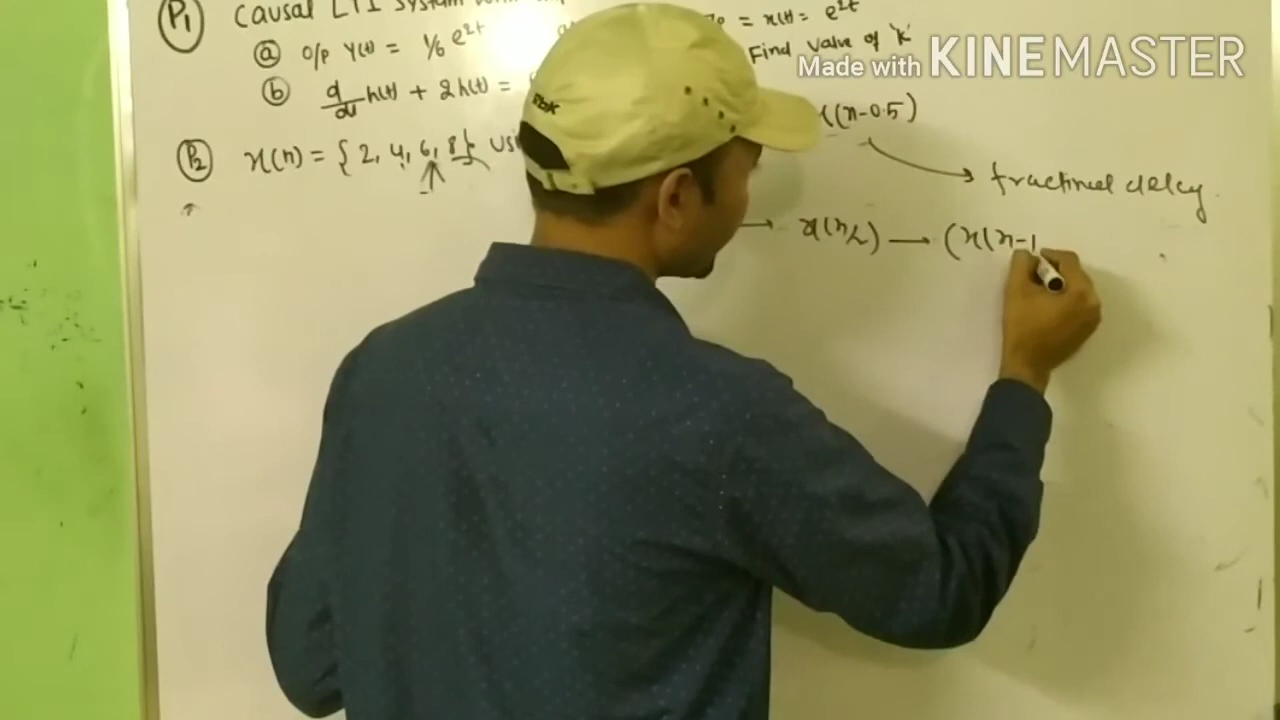 P1 Causal LTI System
= x(t) = e^2t
a o/p y(t) = 1/6 e^2t
Find Value of 'K'
Made with KINEMASTER
b d/dt h(t) + 2h(t) =
((n-0.5)
P2 x(n) = {2, 4, 6, 8}
fractinal delay
→ x(n/2) → (x(n-1